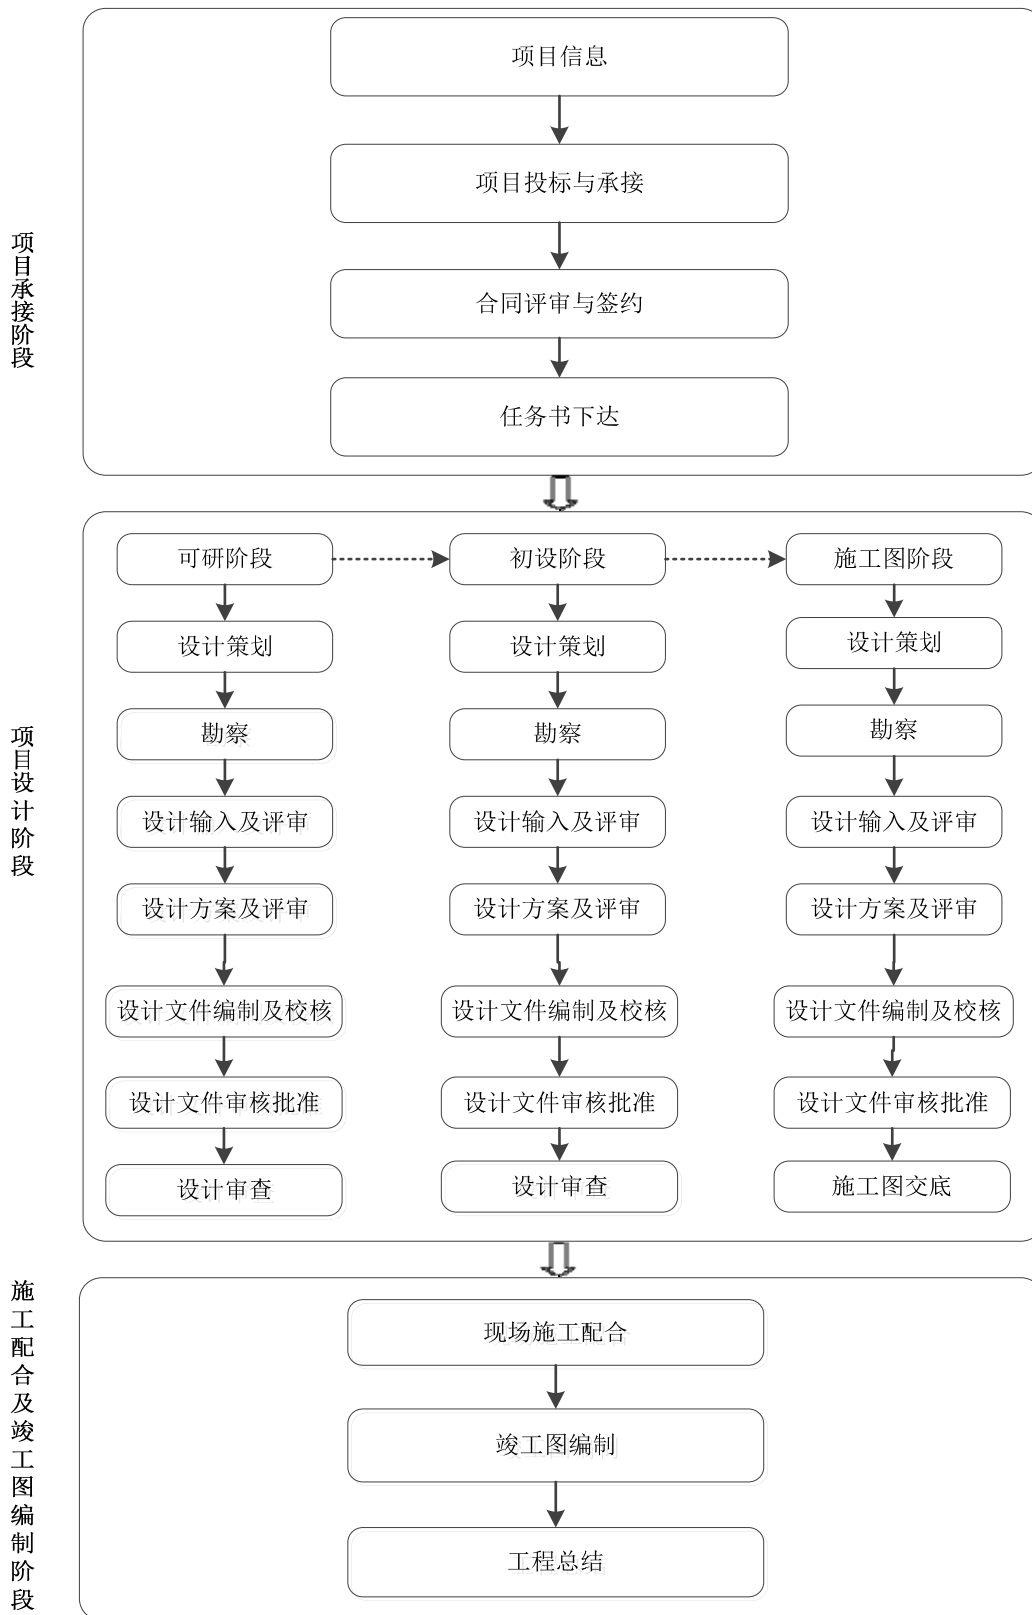 项目承接阶段
项目信息
项目投标与承接
合同评审与签约
任务书下达
项目设计阶段
可研阶段
初设阶段
施工图阶段
设计策划
设计策划
设计策划
勘察
勘察
勘察
设计输入及评审
设计输入及评审
设计输入及评审
设计方案及评审
设计方案及评审
设计方案及评审
设计文件编制及校核
设计文件编制及校核
设计文件编制及校核
设计文件审核批准
设计文件审核批准
设计文件审核批准
设计审查
设计审查
施工图交底
施工配合及竣工图编制阶段
现场施工配合
竣工图编制
工程总结